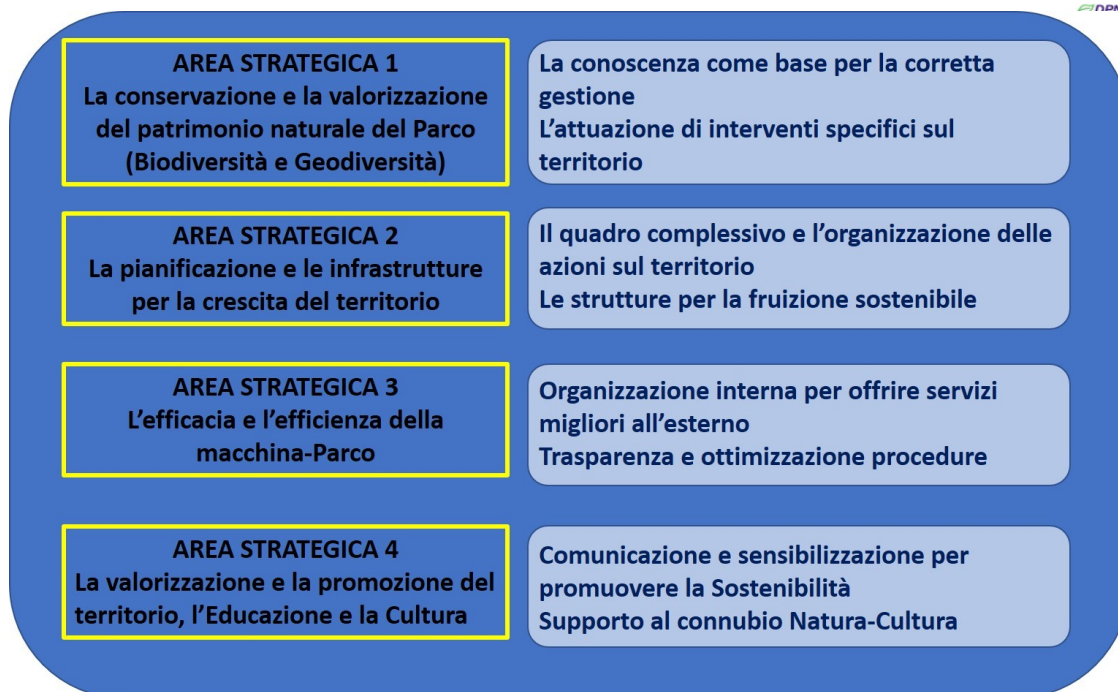 DPN
AREA STRATEGICA 1
La conservazione e la valorizzazione
del patrimonio naturale del Parco
(Biodiversità e Geodiversità)
La conoscenza come base per la corretta
gestione
L’attuazione di interventi specifici sul
territorio
AREA STRATEGICA 2
La pianificazione e le infrastrutture
per la crescita del territorio
Il quadro complessivo e l’organizzazione delle
azioni sul territorio
Le strutture per la fruizione sostenibile
AREA STRATEGICA 3
L’efficacia e l’efficienza della
macchina-Parco
Organizzazione interna per offrire servizi
migliori all’esterno
Trasparenza e ottimizzazione procedure
AREA STRATEGICA 4
La valorizzazione e la promozione del
territorio, l’Educazione e la Cultura
Comunicazione e sensibilizzazione per
promuovere la Sostenibilità
Supporto al connubio Natura-Cultura